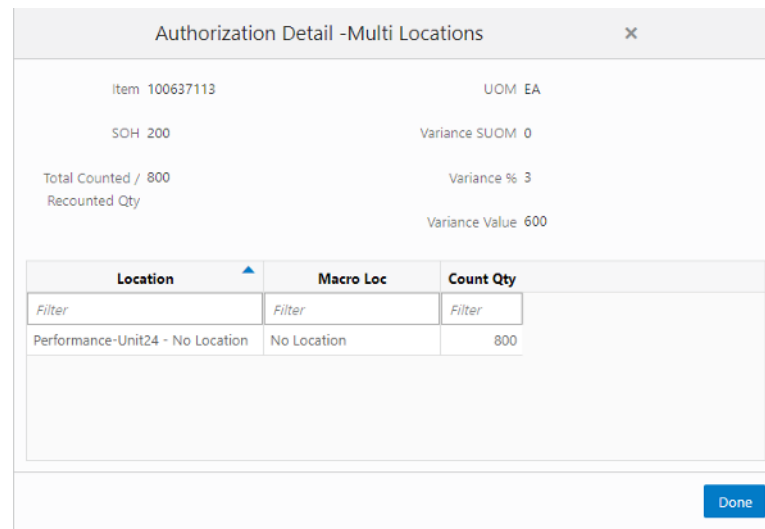 Authorization Detail -Multi Locations ×
Item 100637113
UOM EA
SOH 200
Variance SUOM 0
Total Counted / 800
Recounted Qty
Variance % 3
Variance Value 600
Location Macro Loc Count Qty
Filter Filter Filter
Performance-Unit24 - No Location No Location 800
Done